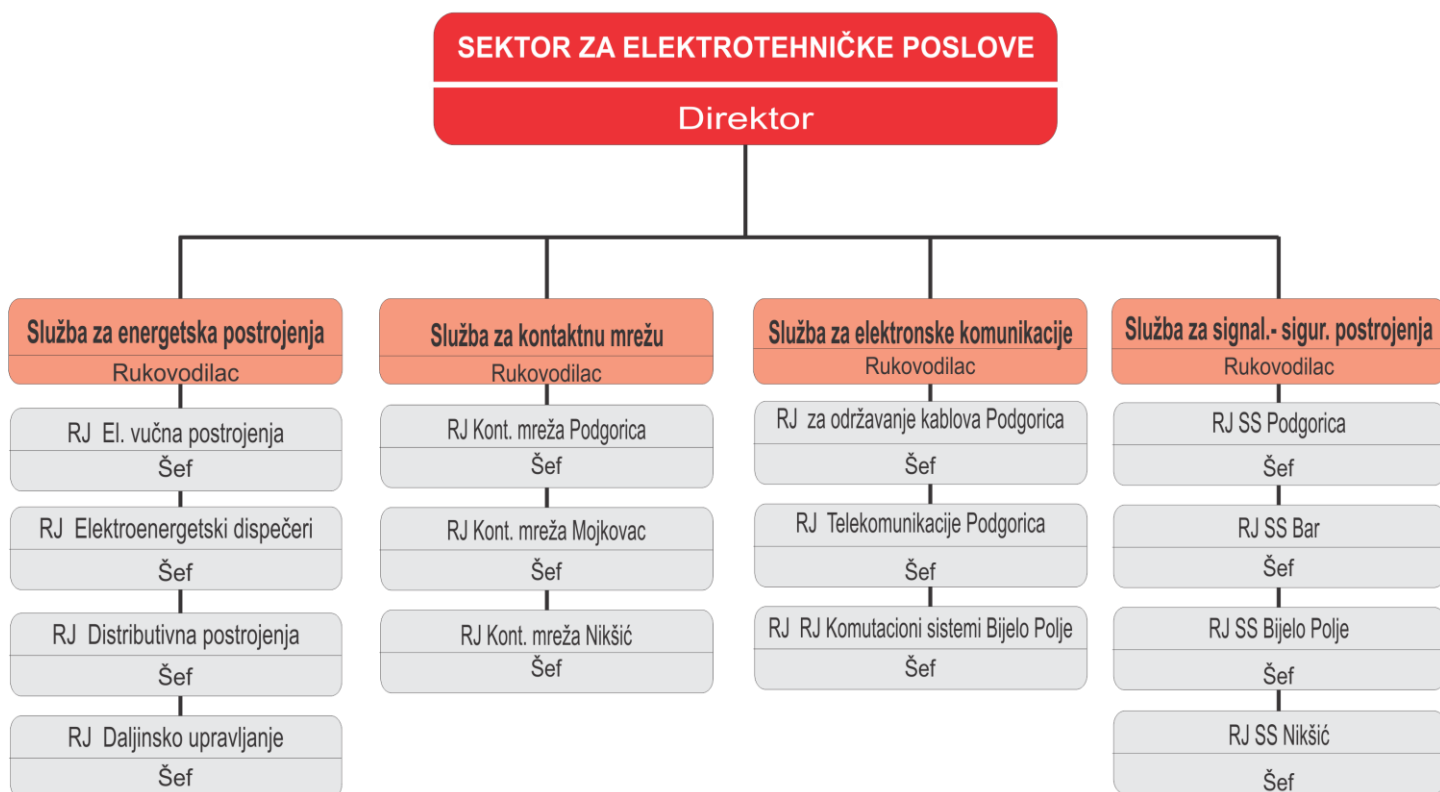 SEKTOR ZA ELEKTROTEHNIČKE POSLOVE
Direktor
Služba za energetska postrojenja
Rukovodilac
RJ El. vučna postrojenja
Šef
RJ Elektroenergetski dispečeri
Šef
RJ Distributivna postrojenja
Šef
RJ Daljinsko upravljanje
Šef
Služba za kontaktnu mrežu
Rukovodilac
RJ Kont. mreža Podgorica
Šef
RJ Kont. mreža Mojkovac
Šef
RJ Kont. mreža Nikšić
Šef
Služba za elektronske komunikacije
Rukovodilac
RJ za održavanje kablova Podgorica
Šef
RJ Telekomunikacije Podgorica
Šef
RJ RJ Komutacioni sistemi Bijelo Polje
Šef
Služba za signal.- sigur. postrojenja
Rukovodilac
RJ SS Podgorica
Šef
RJ SS Bar
Šef
RJ SS Bijelo Polje
Šef
RJ SS Nikšić
Šef